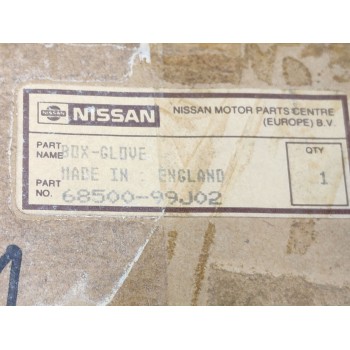 NISSAN
NISSAN MOTOR PARTS CENTRE
(EUROPE) B.V.
PART NAME BOX-GLOVE
MADE IN : ENGLAND
PART NO. 68500-99J02
QTY
1